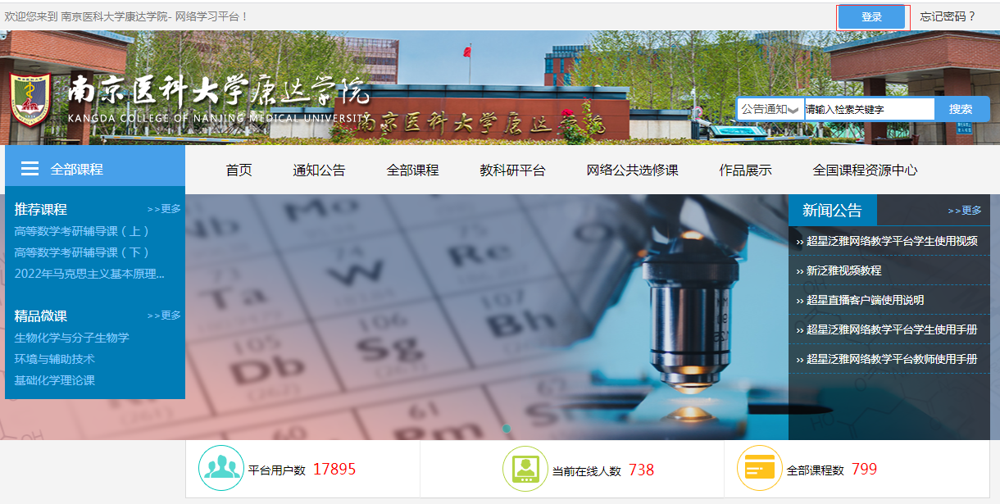 欢迎您来到 南京医科大学康达学院- 网络学习平台！
登录
忘记密码？
南京医科大学康达学院
KANGDA COLLEGE OF NANJING MEDICAL UNIVERSITY
南京医科大学康达学院
公告通知
请输入检索关键字
搜索
全部课程
首页
通知公告
全部课程
教科研平台
网络公共选修课
作品展示
全国课程资源中心
推荐课程
>>更多
高等数学考研辅导课（上）
高等数学考研辅导课（下）
2022年马克思主义基本原理...
精品微课
>>更多
生物化学与分子生物学
环境与辅助技术
基础化学理论课
Nb
Mo
74
W
75
Re
73
Ta
106
Sg
107
Bh
105
Db
(262)
60
61
Pm
62
新闻公告
>>更多
›› 超星泛雅网络教学平台学生使用视频
›› 新泛雅视频教程
›› 超星直播客户端使用说明
›› 超星泛雅网络教学平台学生使用手册
›› 超星泛雅网络教学平台教师使用手册
平台用户数 17895
当前在线人数 738
全部课程数 799